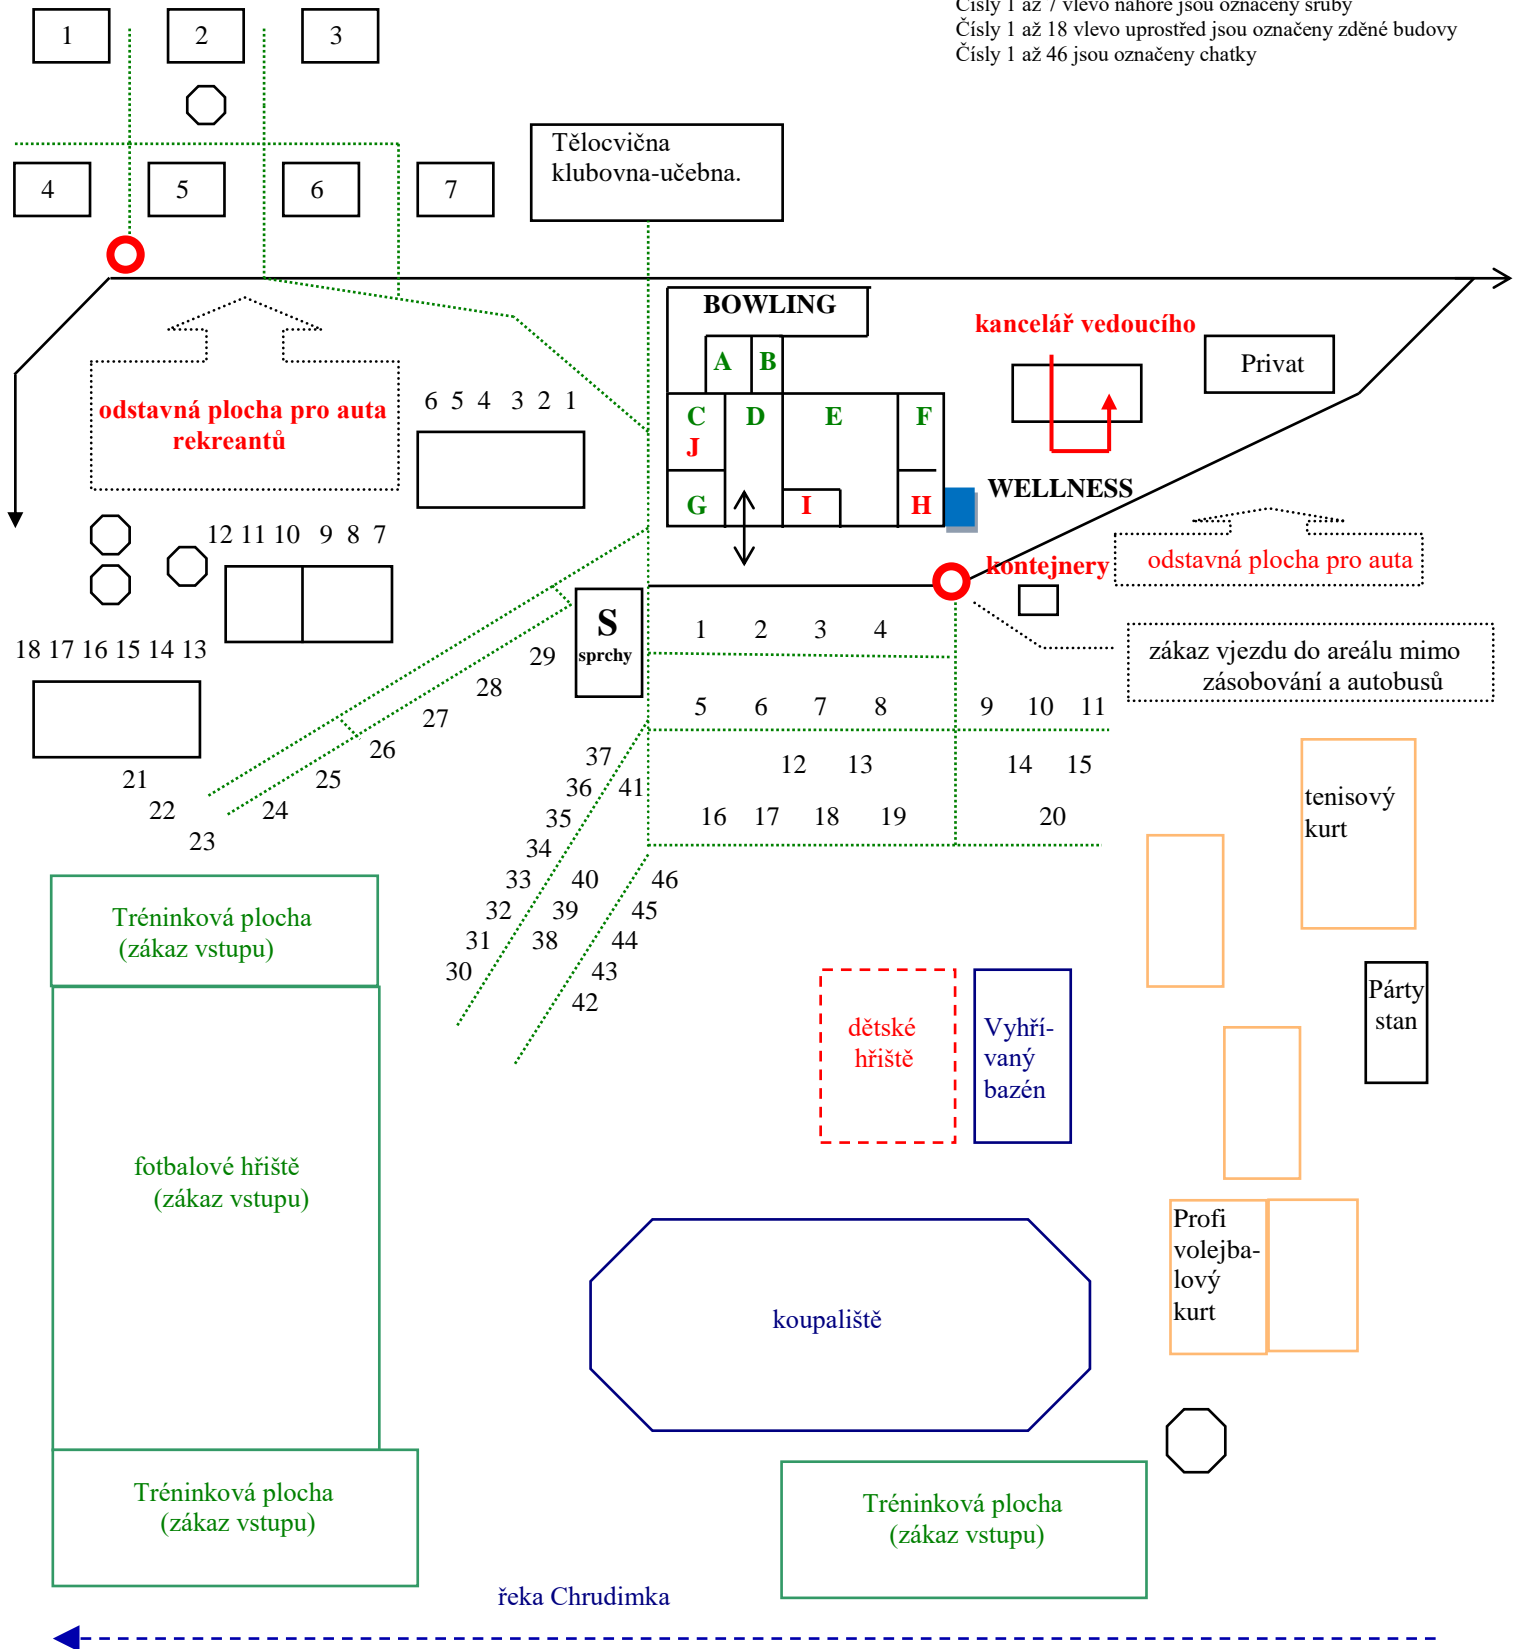 Čísly 1 až 7 vlevo nahoře jsou označeny sruby
Čísly 1 až 18 vlevo uprostřed jsou označeny zděné budovy
Čísly 1 až 46 jsou označeny chatky
1
2
3
4
5
6
7
Tělocvična
klubovna-učebna.
BOWLING
A
B
C
J
D
E
F
G
I
H
WELLNESS
kancelář vedoucího
Privat
odstavná plocha pro auta
rekreantů
6 5 4 3 2 1
12 11 10 9 8 7
18 17 16 15 14 13
kontejnery
odstavná plocha pro auta
zákaz vjezdu do areálu mimo
zásobování a autobusů
S
sprchy
1 2 3 4
5 6 7 8
9 10 11
12 13
14 15
16 17 18 19
20
29
28
27
26
25
24
21
22
23
37
36
35
34
33
32
31
30
41
40
39
38
46
45
44
43
42
tenisový
kurt
Párty
stan
Tréninková plocha
(zákaz vstupu)
fotbalové hřiště
(zákaz vstupu)
dětské
hřiště
Vyhří-
vaný
bazén
Profi
volejba-
lový
kurt
koupaliště
Tréninková plocha
(zákaz vstupu)
Tréninková plocha
(zákaz vstupu)
řeka Chrudimka